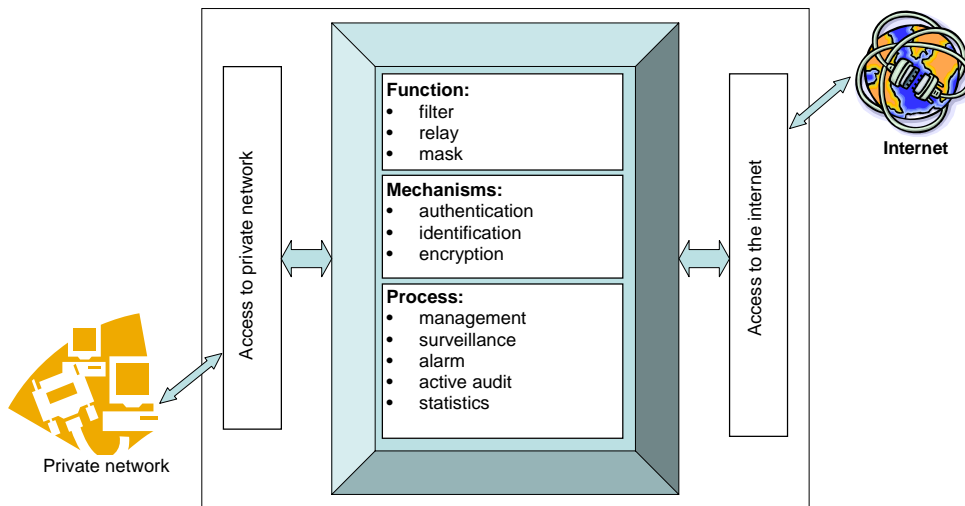 Private network
Access to private network
Function:
• filter
• relay
• mask
Mechanisms:
• authentication
• identification
• encryption
Process:
• management
• surveillance
• alarm
• active audit
• statistics
Access to the internet
Internet